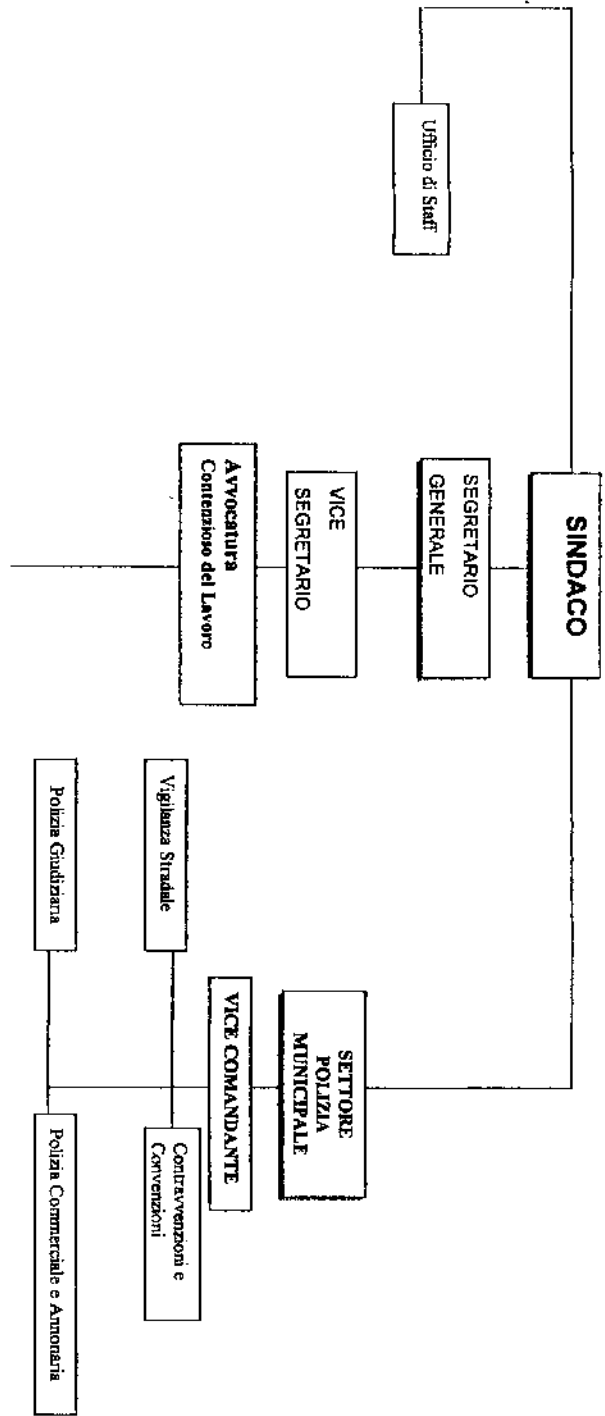 SINDACO
Ufficio di Staff
SEGRETARIO
GENERALE
VICE
SEGRETARIO
Avvocatura
Contenzioso del Lavoro
SETTORE
POLIZIA
MUNICIPALE
VICE COMANDANTE
Vigilanza Stradale
Contravvenzioni e
Convenzioni
Polizia Giudiziaria
Polizia Commerciale e Annonaria